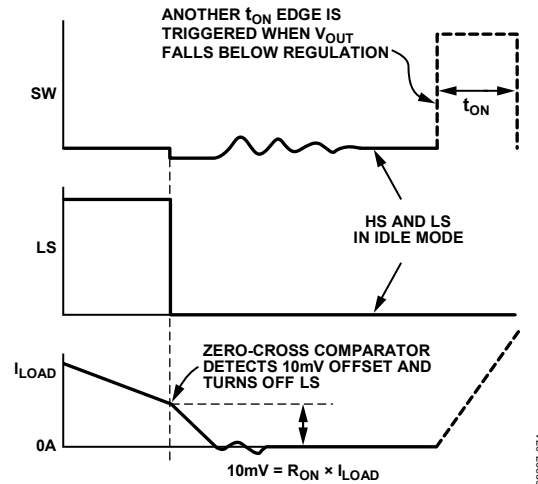 ANOTHER tON EDGE IS
TRIGGERED WHEN VOUT
FALLS BELOW REGULATION
SW
tON
HS AND LS
IN IDLE MODE
LS
ZERO-CROSS COMPARATOR
DETECTS 10mV OFFSET AND
TURNS OFF LS
ILOAD
0A
10mV = RON × ILOAD